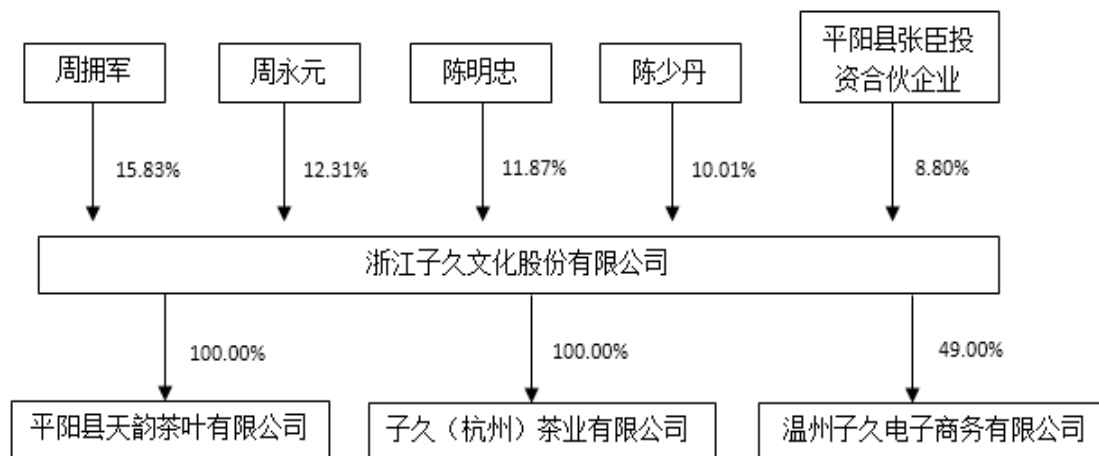 周拥军
周永元
陈明忠
陈少丹
平阳县张臣投
资合伙企业
15.83%
12.31%
11.87%
10.01%
8.80%
浙江子久文化股份有限公司
100.00%
100.00%
49.00%
平阳县天韵茶叶有限公司
子久（杭州）茶业有限公司
温州子久电子商务有限公司